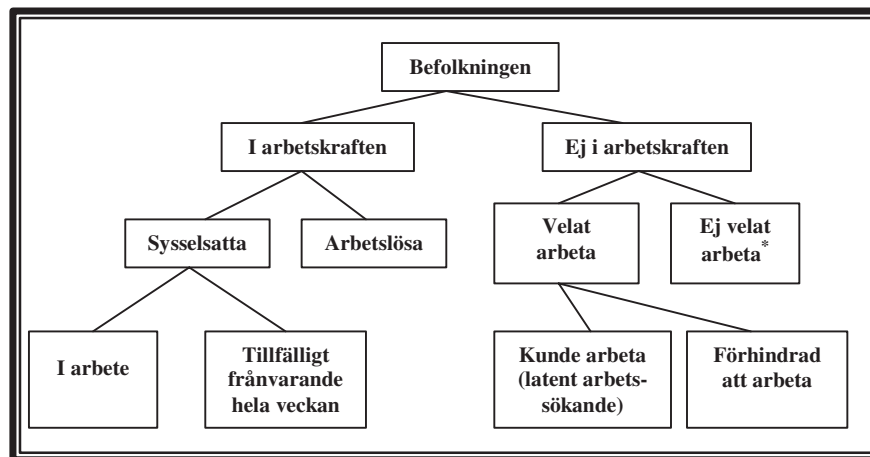 Befolkningen
I arbetskraften
Ej i arbetskraften
Sysselsatta
Arbetslösa
Velat
arbeta
Ej velat
arbeta*
I arbete
Tillfälligt
frånvarande
hela veckan
Kunde arbeta
(latent arbets-
sökande)
Förhindrad
att arbeta